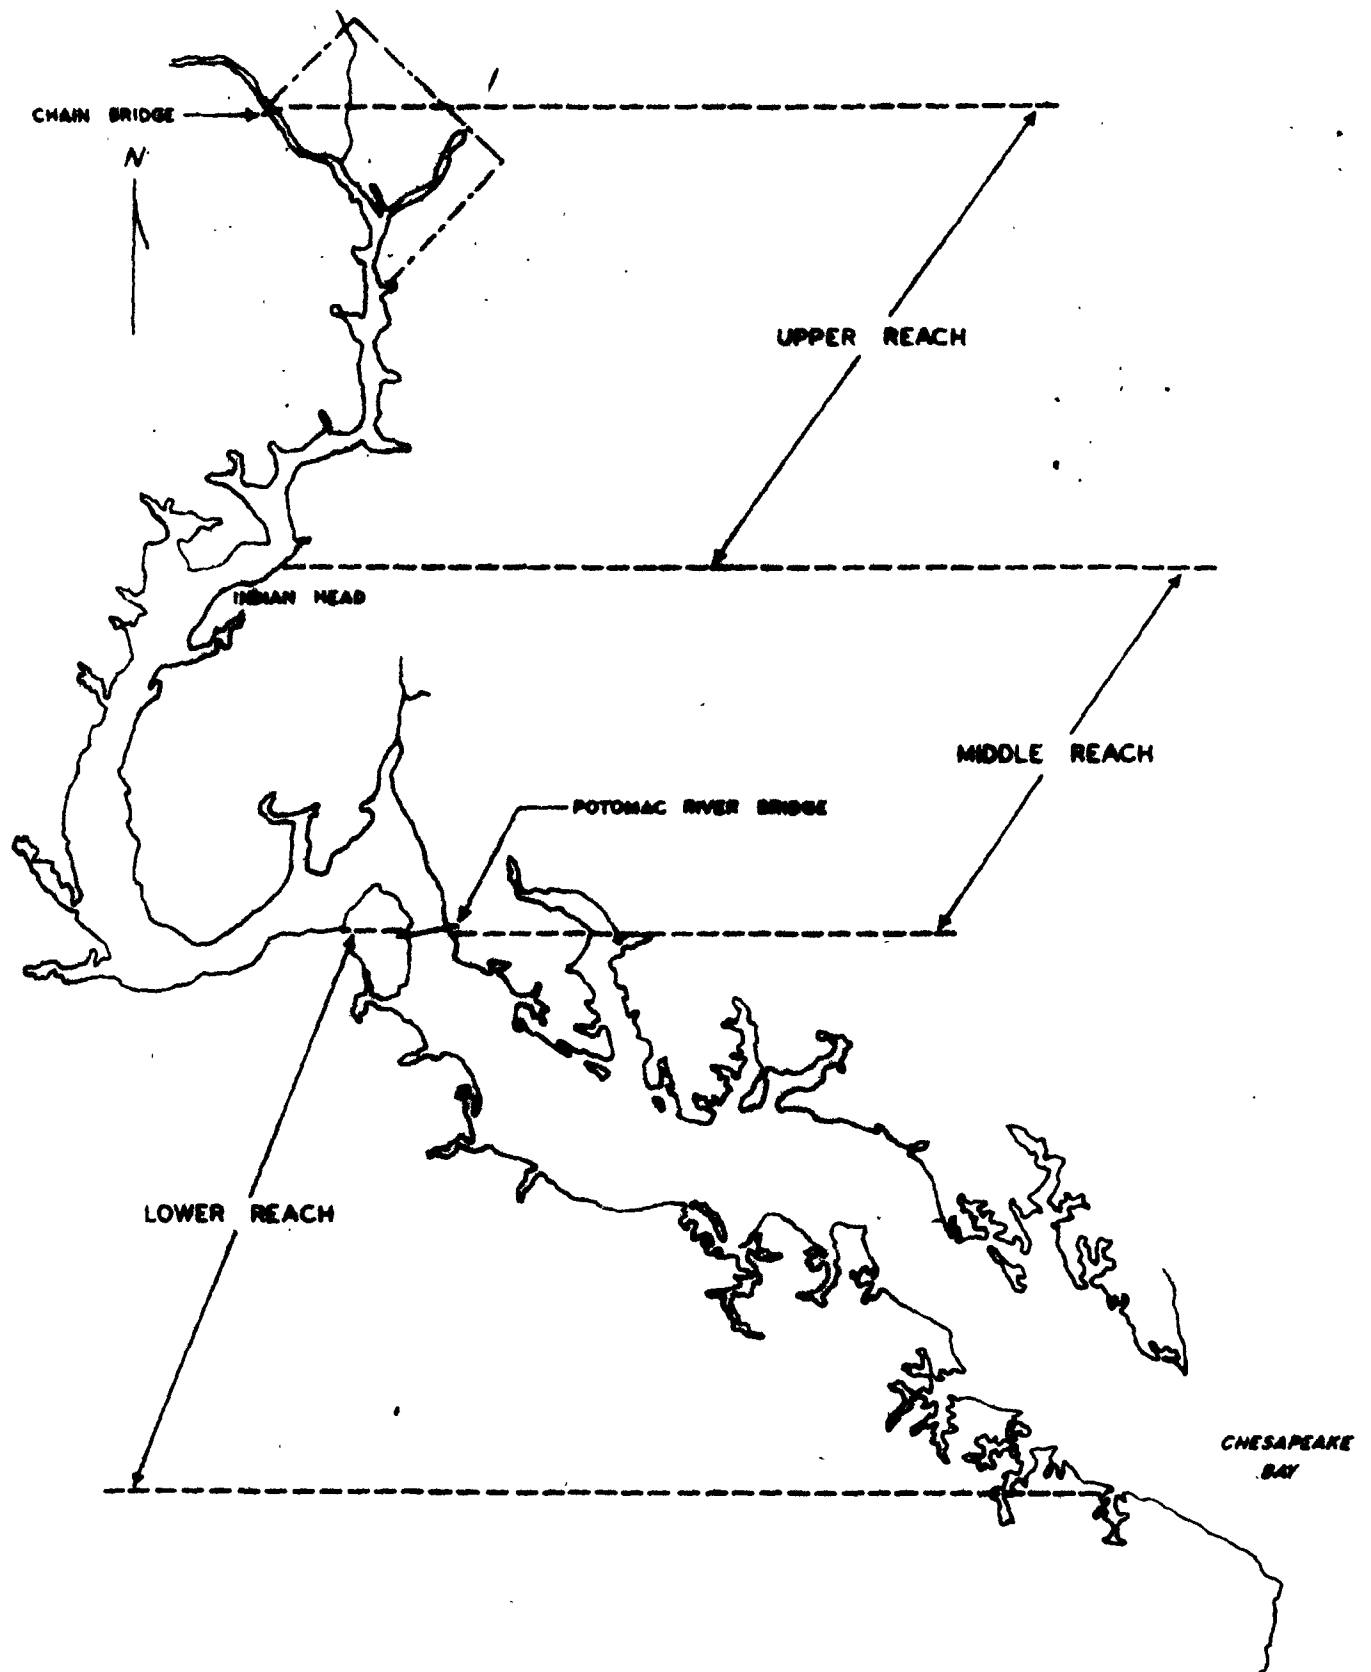 CHAIN BRIDGE
N
UPPER REACH
INDIAN HEAD
MIDDLE REACH
POTOMAC RIVER BRIDGE
LOWER REACH
CHESAPEAKE
BAY